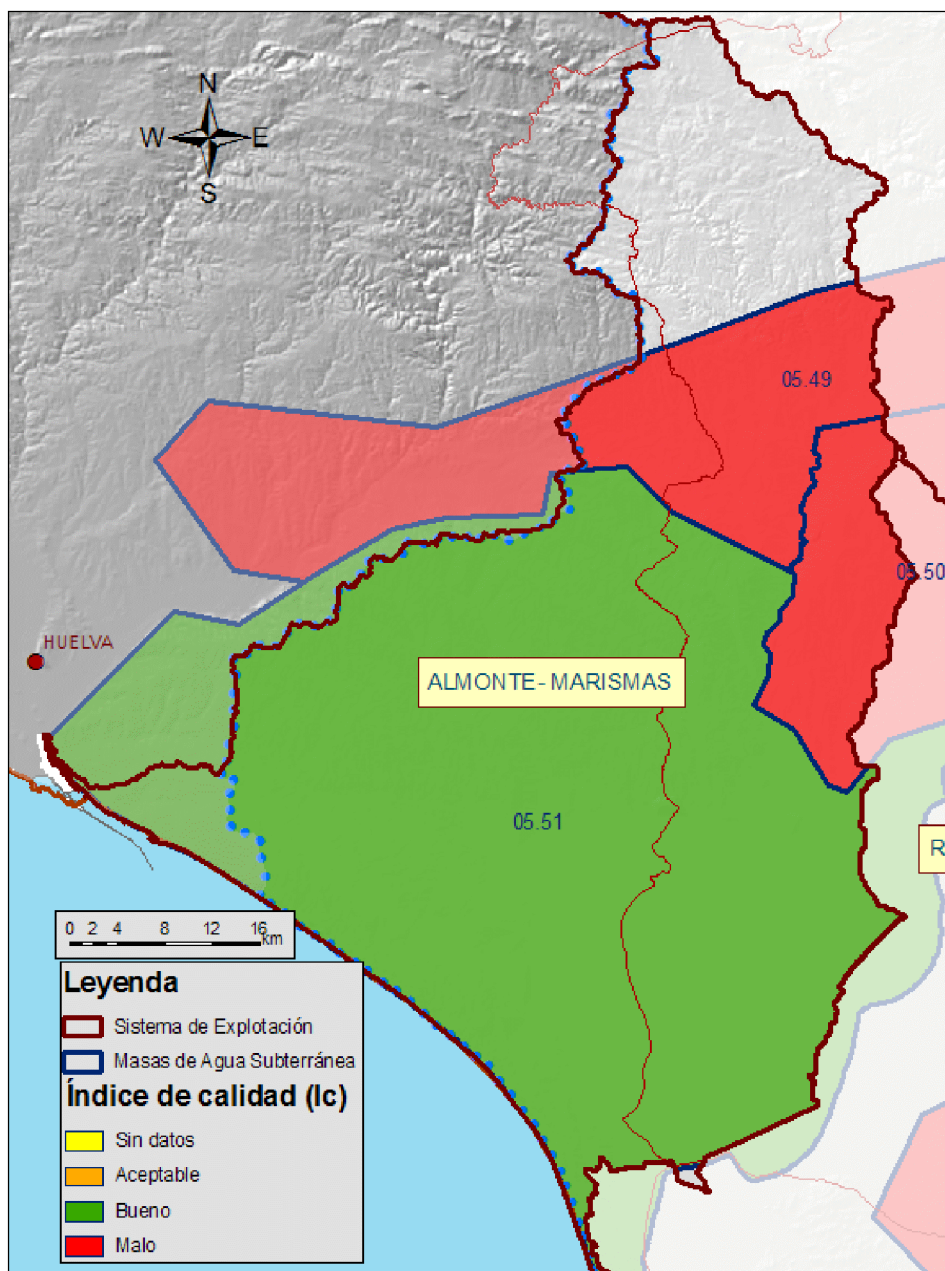 N
W E
S
05.49
05.50
HUELVA
ALMONTE - MARISMAS
05.51
R
0 2 4 8 12 16
km
Leyenda
Sistema de Explotación
Masas de Agua Subterránea
Índice de calidad (Ic)
Sin datos
Aceptable
Bueno
Malo